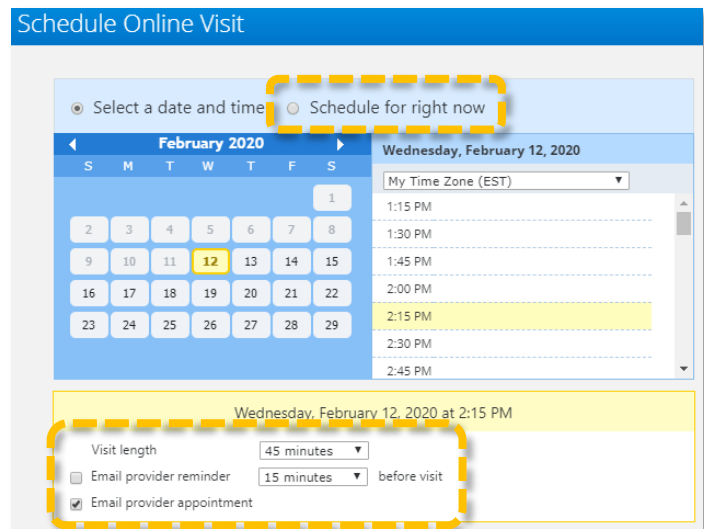 Schedule Online Visit
Select a date and time Schedule for right now
February 2020
S M T W T F S
1
2 3 4 5 6 7 8
9 10 11 12 13 14 15
16 17 18 19 20 21 22
23 24 25 26 27 28 29
Wednesday, February 12, 2020
My Time Zone (EST)
1:15 PM
1:30 PM
1:45 PM
2:00 PM
2:15 PM
2:30 PM
2:45 PM
Wednesday, February 12, 2020 at 2:15 PM
Visit length 45 minutes
Email provider reminder 15 minutes before visit
Email provider appointment